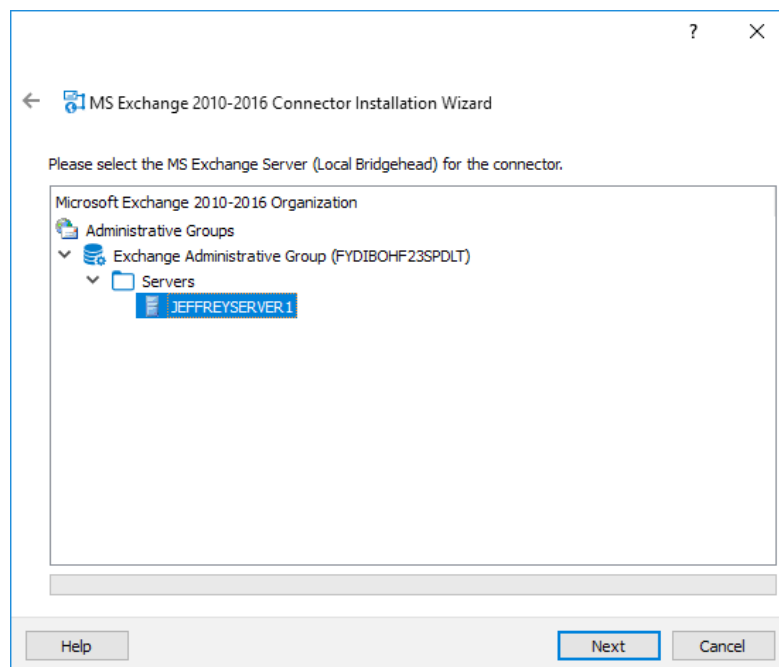 ?
MS Exchange 2010-2016 Connector Installation Wizard
Please select the MS Exchange Server (Local Bridgehead) for the connector.
Microsoft Exchange 2010-2016 Organization
Administrative Groups
Exchange Administrative Group (FYDIBOHF23SPDLT)
Servers
JEFFREYSERVER1
Help Next Cancel